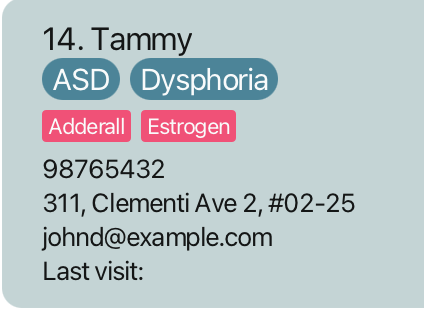 14. Tammy
ASD Dysphoria
Adderall Estrogen
98765432
311, Clementi Ave 2, #02-25
johnd@example.com
Last visit: